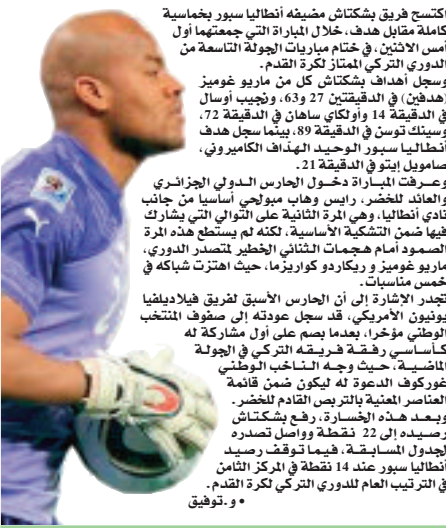 اكتسح فريق بشكتاش مضيفه أنطاليا سبور بخماسية
كاملة مقابل هدف، خلال المباراة التي جمعتهما أول
أمس الاثنين، في ختام مباريات الجولة التاسعة من
الدوري التركي الممتاز لكرة القدم.
وسجل أهداف بشكتاش كل من ماريو غوميز
(هدفين) في الدقيقتين 27 و63، ونجيب أوسال
في الدقيقة 14 وأولكاي ساهان في الدقيقة 72،
وسينك توسن في الدقيقة 89، بينما سجل هدف
أنطاليا سبور الوحيد الهداف الكاميروني،
صامويل إيتو في الدقيقة 21.
وعرفت المباراة دخول الحارس الدولي الجزائري
والعائد للخضر، رايس وهاب مبولحي أساسيا من جانب
نادي أنطاليا، وهي المرة الثانية على التوالي التي يشارك
فيها ضمن التشكيلة الأساسية، لكنه لم يستطع هذه المرة
الصمود أمام هجمات الثنائي الخطير لمتصدر الدوري،
ماريو غوميز و ريكاردو كواريزما، حيث اهتزت شباكه في
خمس مناسبات.
تجدر الإشارة إلى أن الحارس الأسبق لفريق فيلاديلفيا
يونيون الأمريكي، قد سجل عودته إلى صفوف المنتخب
الوطني مؤخرا، بعدما بصم على أول مشاركة له
كأساسي رفقة فريقه التركي في الجولة
الماضية، حيث وجه الناخب الوطني
غوركوف الدعوة له ليكون ضمن قائمة
العناصر المعنية بالتربص القادم للخضر.
وبعد هذه الخسارة، رفع بشكتاش
رصيده إلى 22 نقطة وواصل تصدره
لجدول المسابقة، فيما توقف رصيد
أنطاليا سبور عند 14 نقطة في المركز الثامن
في الترتيب العام للدوري التركي لكرة القدم.
• و.توفيق